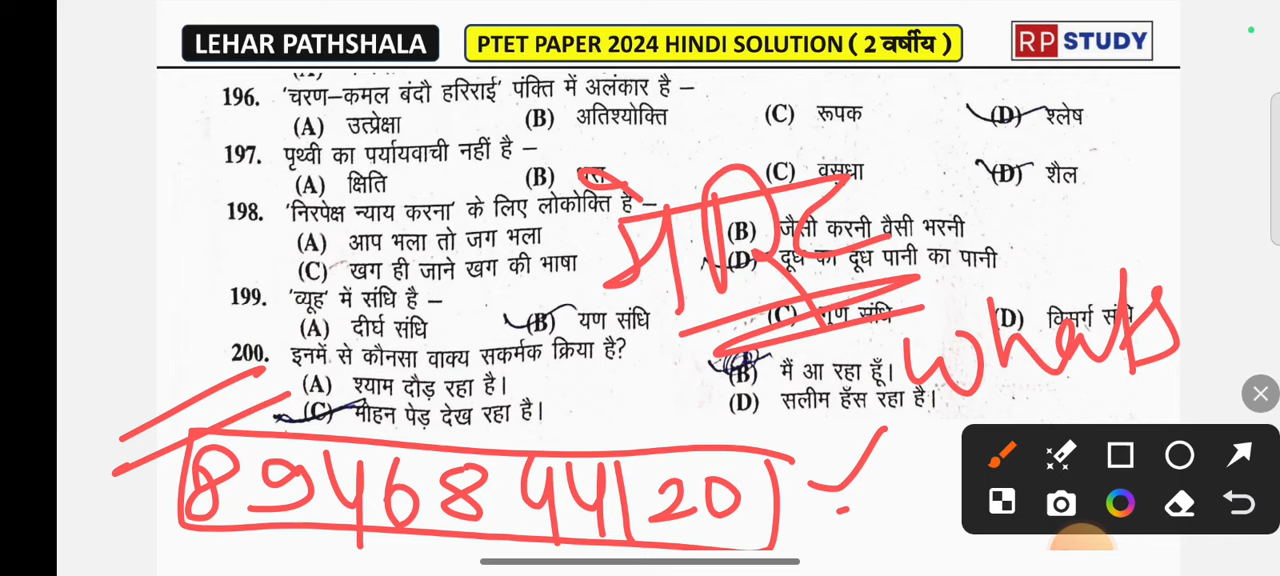 LEHAR PATHSHALA PTET PAPER 2024 HINDI SOLUTION ( 2 वर्षीय ) RP STUDY
196. 'चरण–कमल बंदौ हरिराई' पंक्ति में अलंकार है –
(A) उत्प्रेक्षा (B) अतिश्योक्ति (C) रूपक (D) श्लेष
197. पृथ्वी का पर्यायवाची नहीं है –
(A) क्षिति (B) (C) वसुधा (D) शैल
198. 'निरपेक्ष न्याय करना' के लिए लोकोक्ति है –
(A) आप भला तो जग भला (B) जैसी करनी वैसी भरनी
(C) खग ही जाने खग की भाषा (D) दूध का दूध पानी का पानी
199. 'व्यूह' में संधि है –
(A) दीर्घ संधि (B) यण संधि (C) गुण संधि (D) विसर्ग संधि
200. इनमें से कौनसा वाक्य सकर्मक क्रिया है?
(A) श्याम दौड़ रहा है। (B) मैं आ रहा हूँ।
(C) मोहन पेड़ देख रहा है। (D) सलीम हँस रहा है।
whats
8946844120